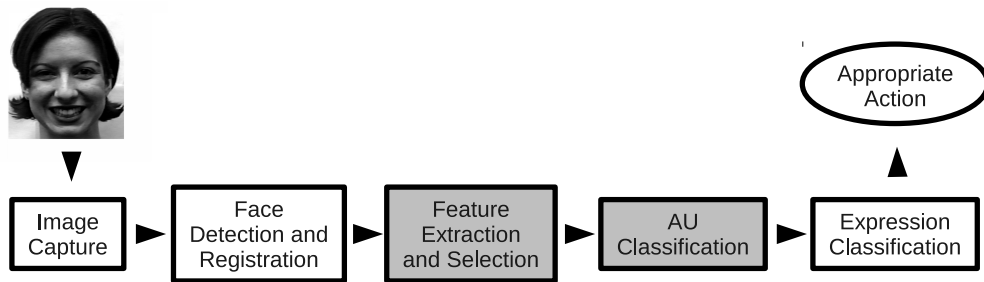 Appropriate
Action
Image
Capture
Face
Detection and
Registration
Feature
Extraction
and Selection
AU
Classification
Expression
Classification